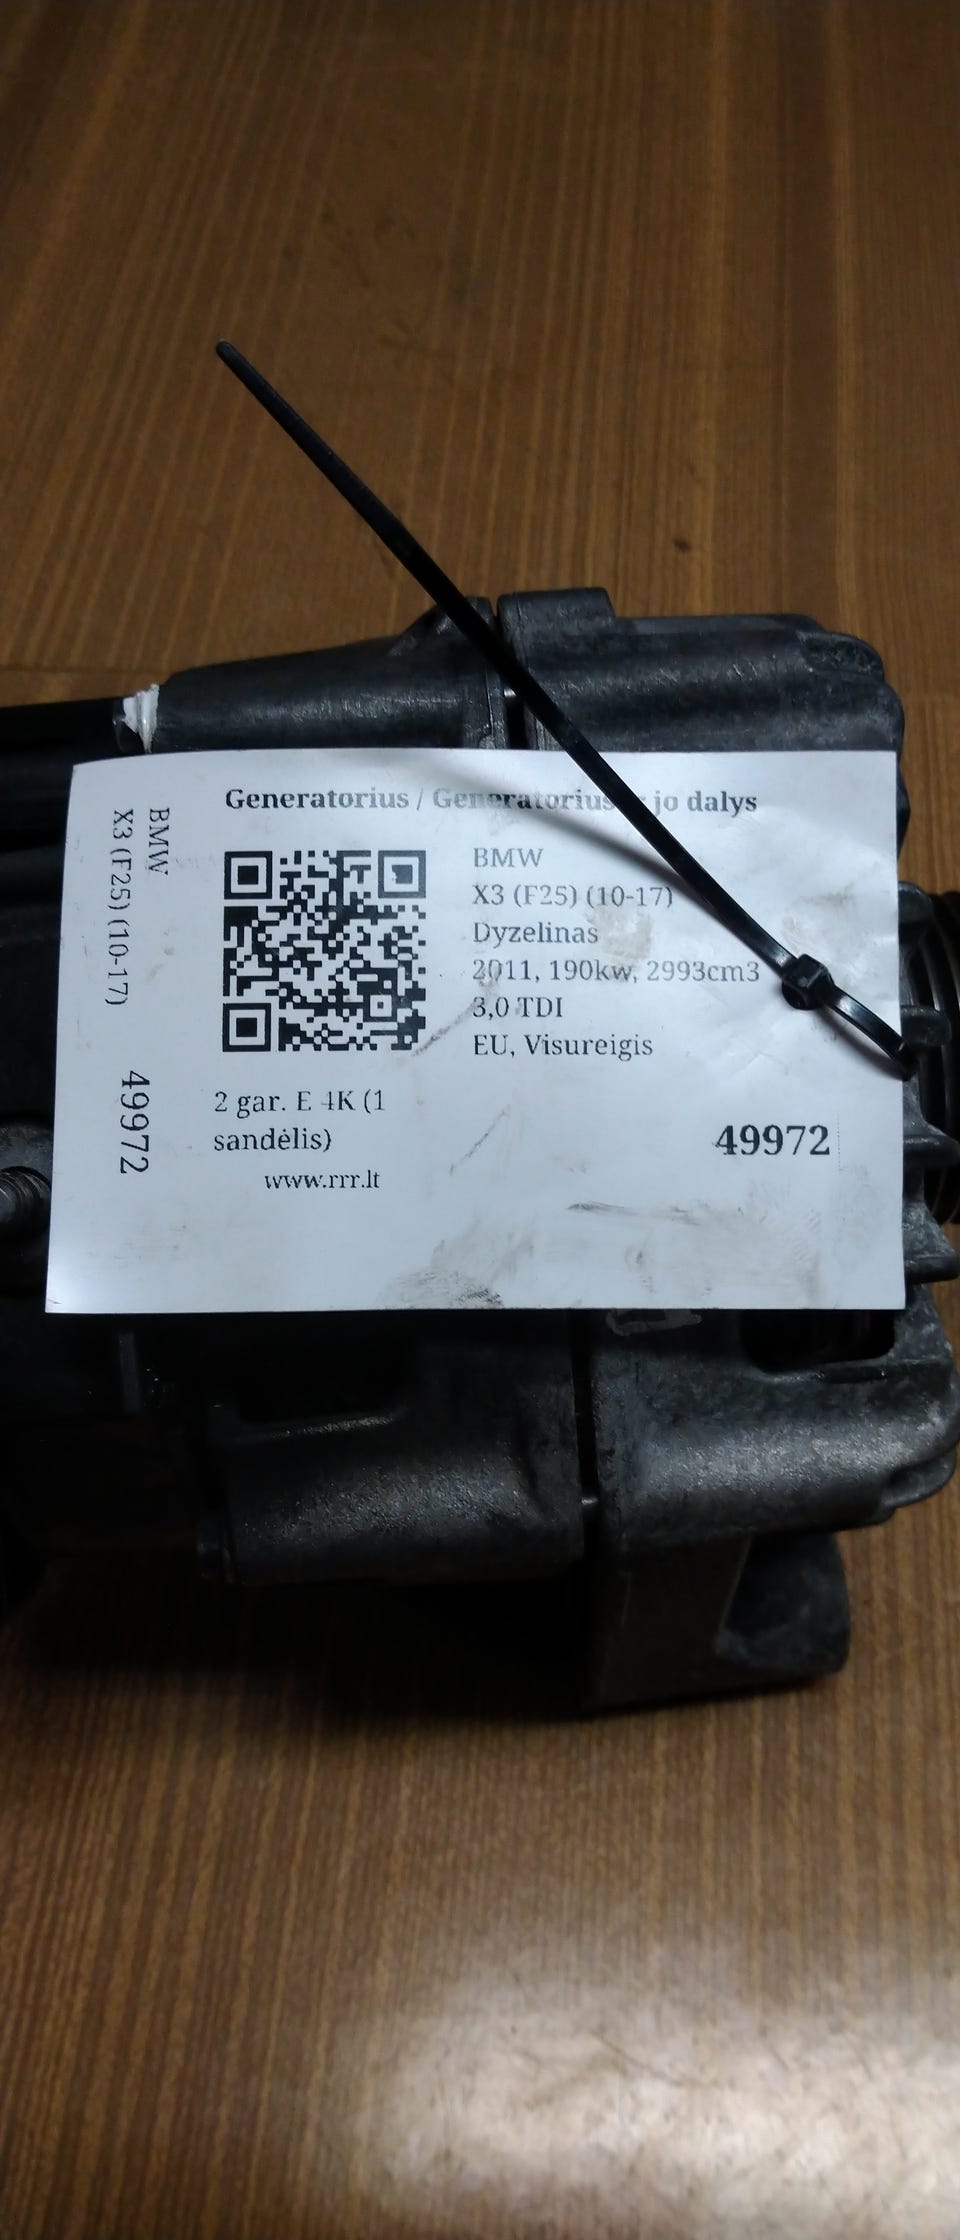 Generatorius / Generatorius ir jo dalys
BMW
X3 (F25) (10-17)
Dyzelinas
2011, 190kw, 2993cm3
3,0 TDI
EU, Visureigis
2 gar. E 4K (1
sandėlis)
www.rrr.lt
49972
BMW
X3 (F25) (10-17)
49972